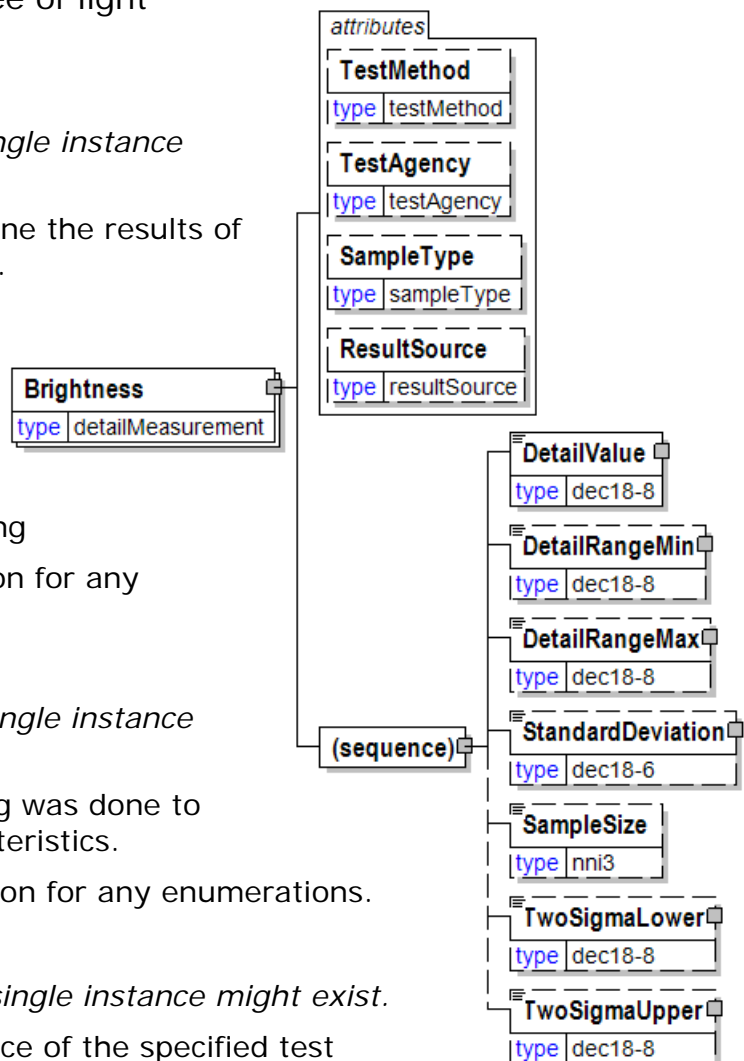 ee of light
ngle instance
ne the results of
.
ng
on for any
ngle instance
g was done to
teristics.
on for any enumerations.
single instance might exist.
ce of the specified test
attributes
TestMethod
type testMethod
TestAgency
type testAgency
SampleType
type sampleType
ResultSource
type resultSource
Brightness
type detailMeasurement
(sequence)
DetailValue
type dec18-8
DetailRangeMin
type dec18-8
DetailRangeMax
type dec18-8
StandardDeviation
type dec18-6
SampleSize
type nni3
TwoSigmaLower
type dec18-8
TwoSigmaUpper
type dec18-8